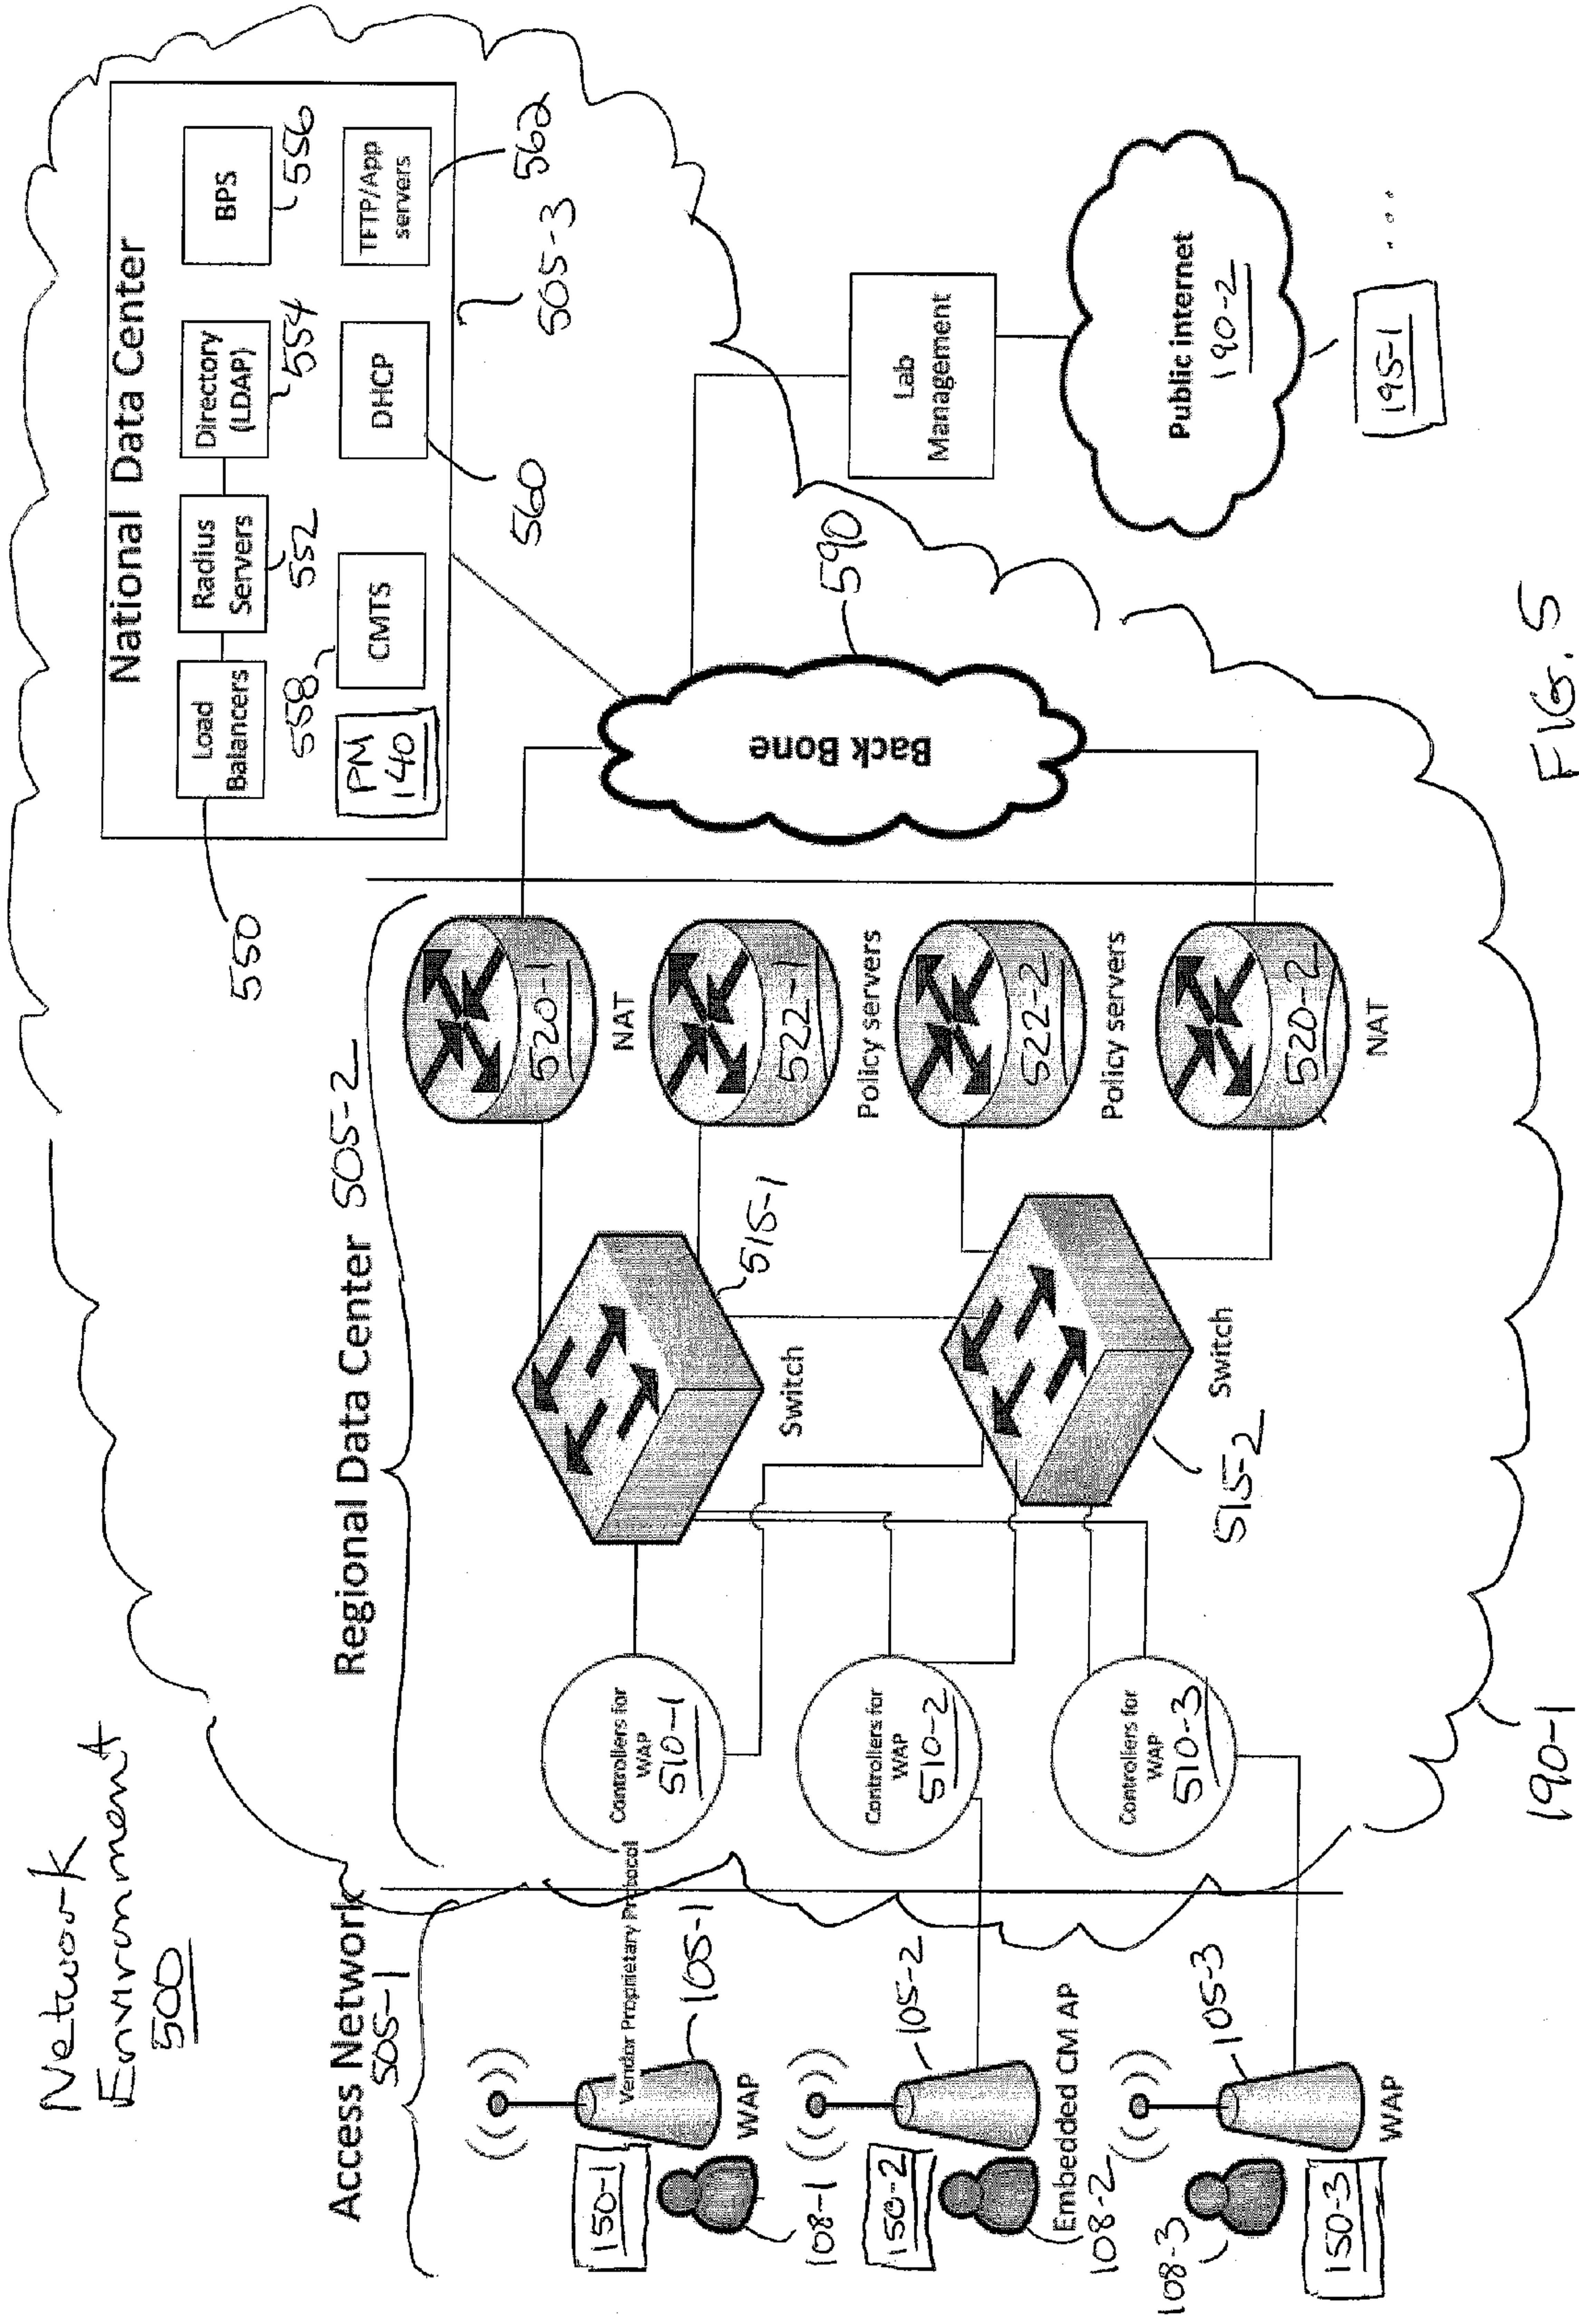 Network
Environment
500
Access Network
505-1
Regional Data Center 505-2
National Data Center
550
Load
Balancers
Radius
Servers
552
Directory
(LDAP)
554
BPS
556
PM
140
558
CMTS
560
DHCP
TFTP/App
servers
562
505-3
Vendor Proprietary Protocol
150-1
108-1
WAP
105-1
Controllers for
WAP
510-1
Switch
515-1
520-1
NAT
522-1
Policy servers
150-2
108-2
Embedded CM AP
105-2
Controllers for
WAP
510-2
Switch
515-2
522-2
Policy servers
520-2
NAT
108-3
150-3
WAP
105-3
Controllers for
WAP
510-3
Back Bone
590
Lab
Management
Public internet
190-2
195-1
...
190-1
FIG. 5